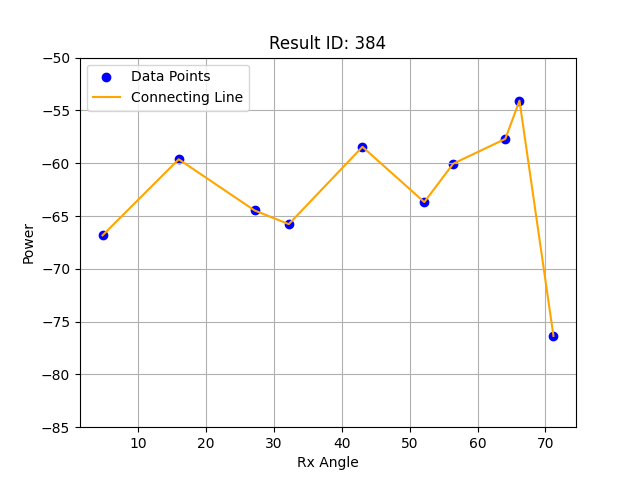 Result ID: 384
Data Points
Connecting Line
Power
−50
−55
−60
−65
−70
−75
−80
−85
10 20 30 40 50 60 70
Rx Angle